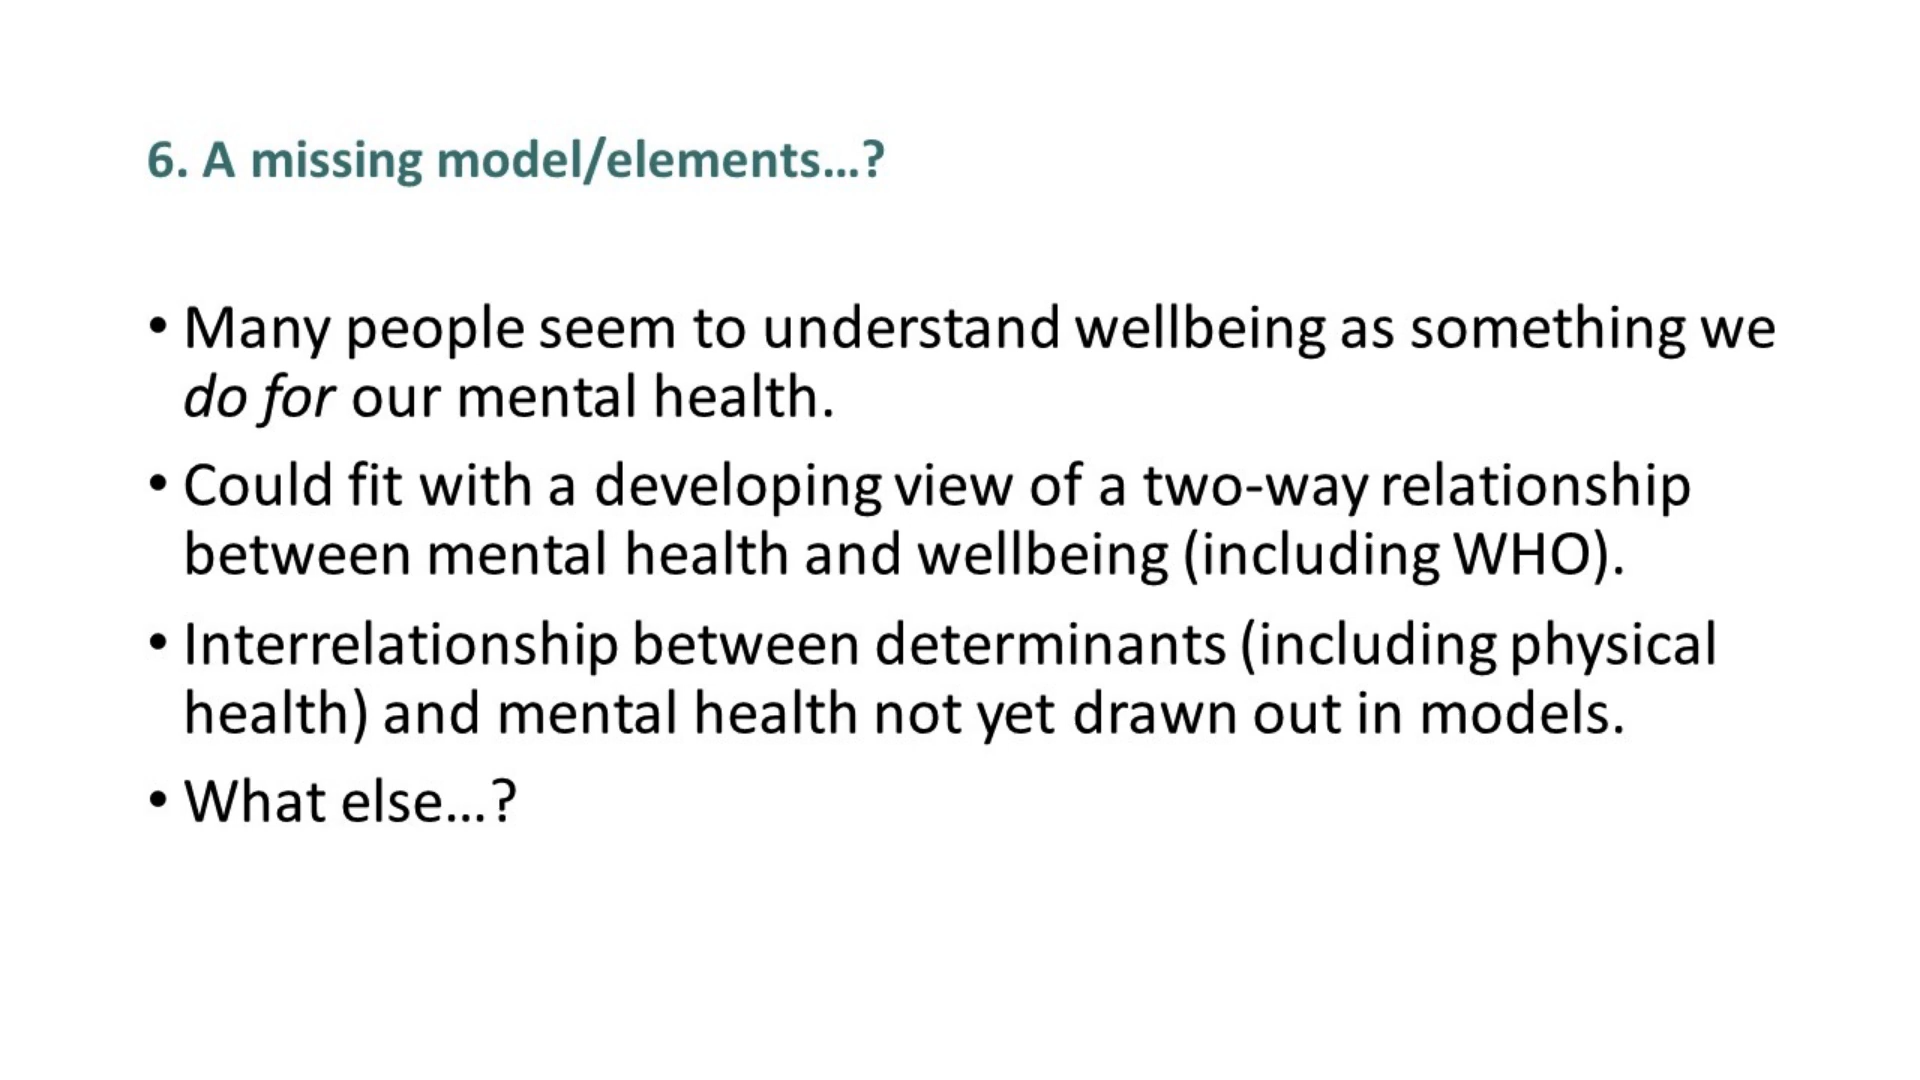 6. A missing model/elements...?
• Many people seem to understand wellbeing as something we
do for our mental health.
• Could fit with a developing view of a two-way relationship
between mental health and wellbeing (including WHO).
• Interrelationship between determinants (including physical
health) and mental health not yet drawn out in models.
• What else...?